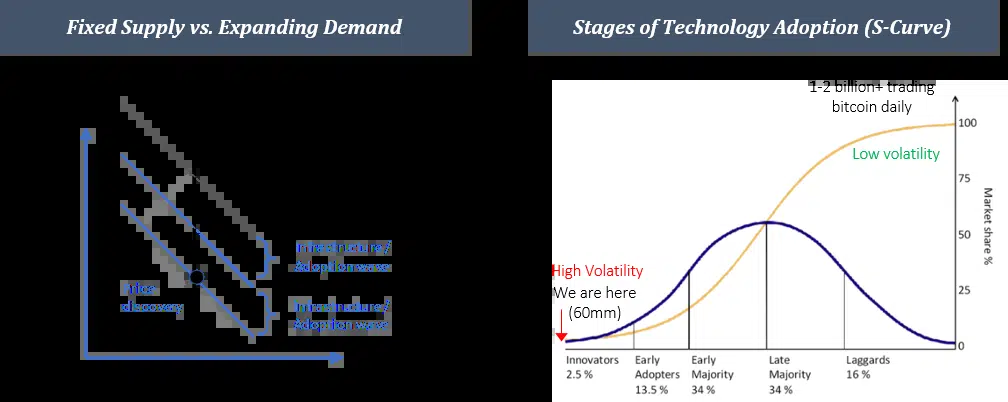 Fixed Supply vs. Expanding Demand
Stages of Technology Adoption (S-Curve)
Infrastructure/
Adoption wave
Infrastructure/
Adoption wave
Price
discovery
1-2 billion+ trading
bitcoin daily
Low volatility
High Volatility
We are here
(60mm)
100
75
50
25
0
Market share %
Innovators
2.5 %
Early
Adopters
13.5 %
Early
Majority
34 %
Late
Majority
34 %
Laggards
16 %